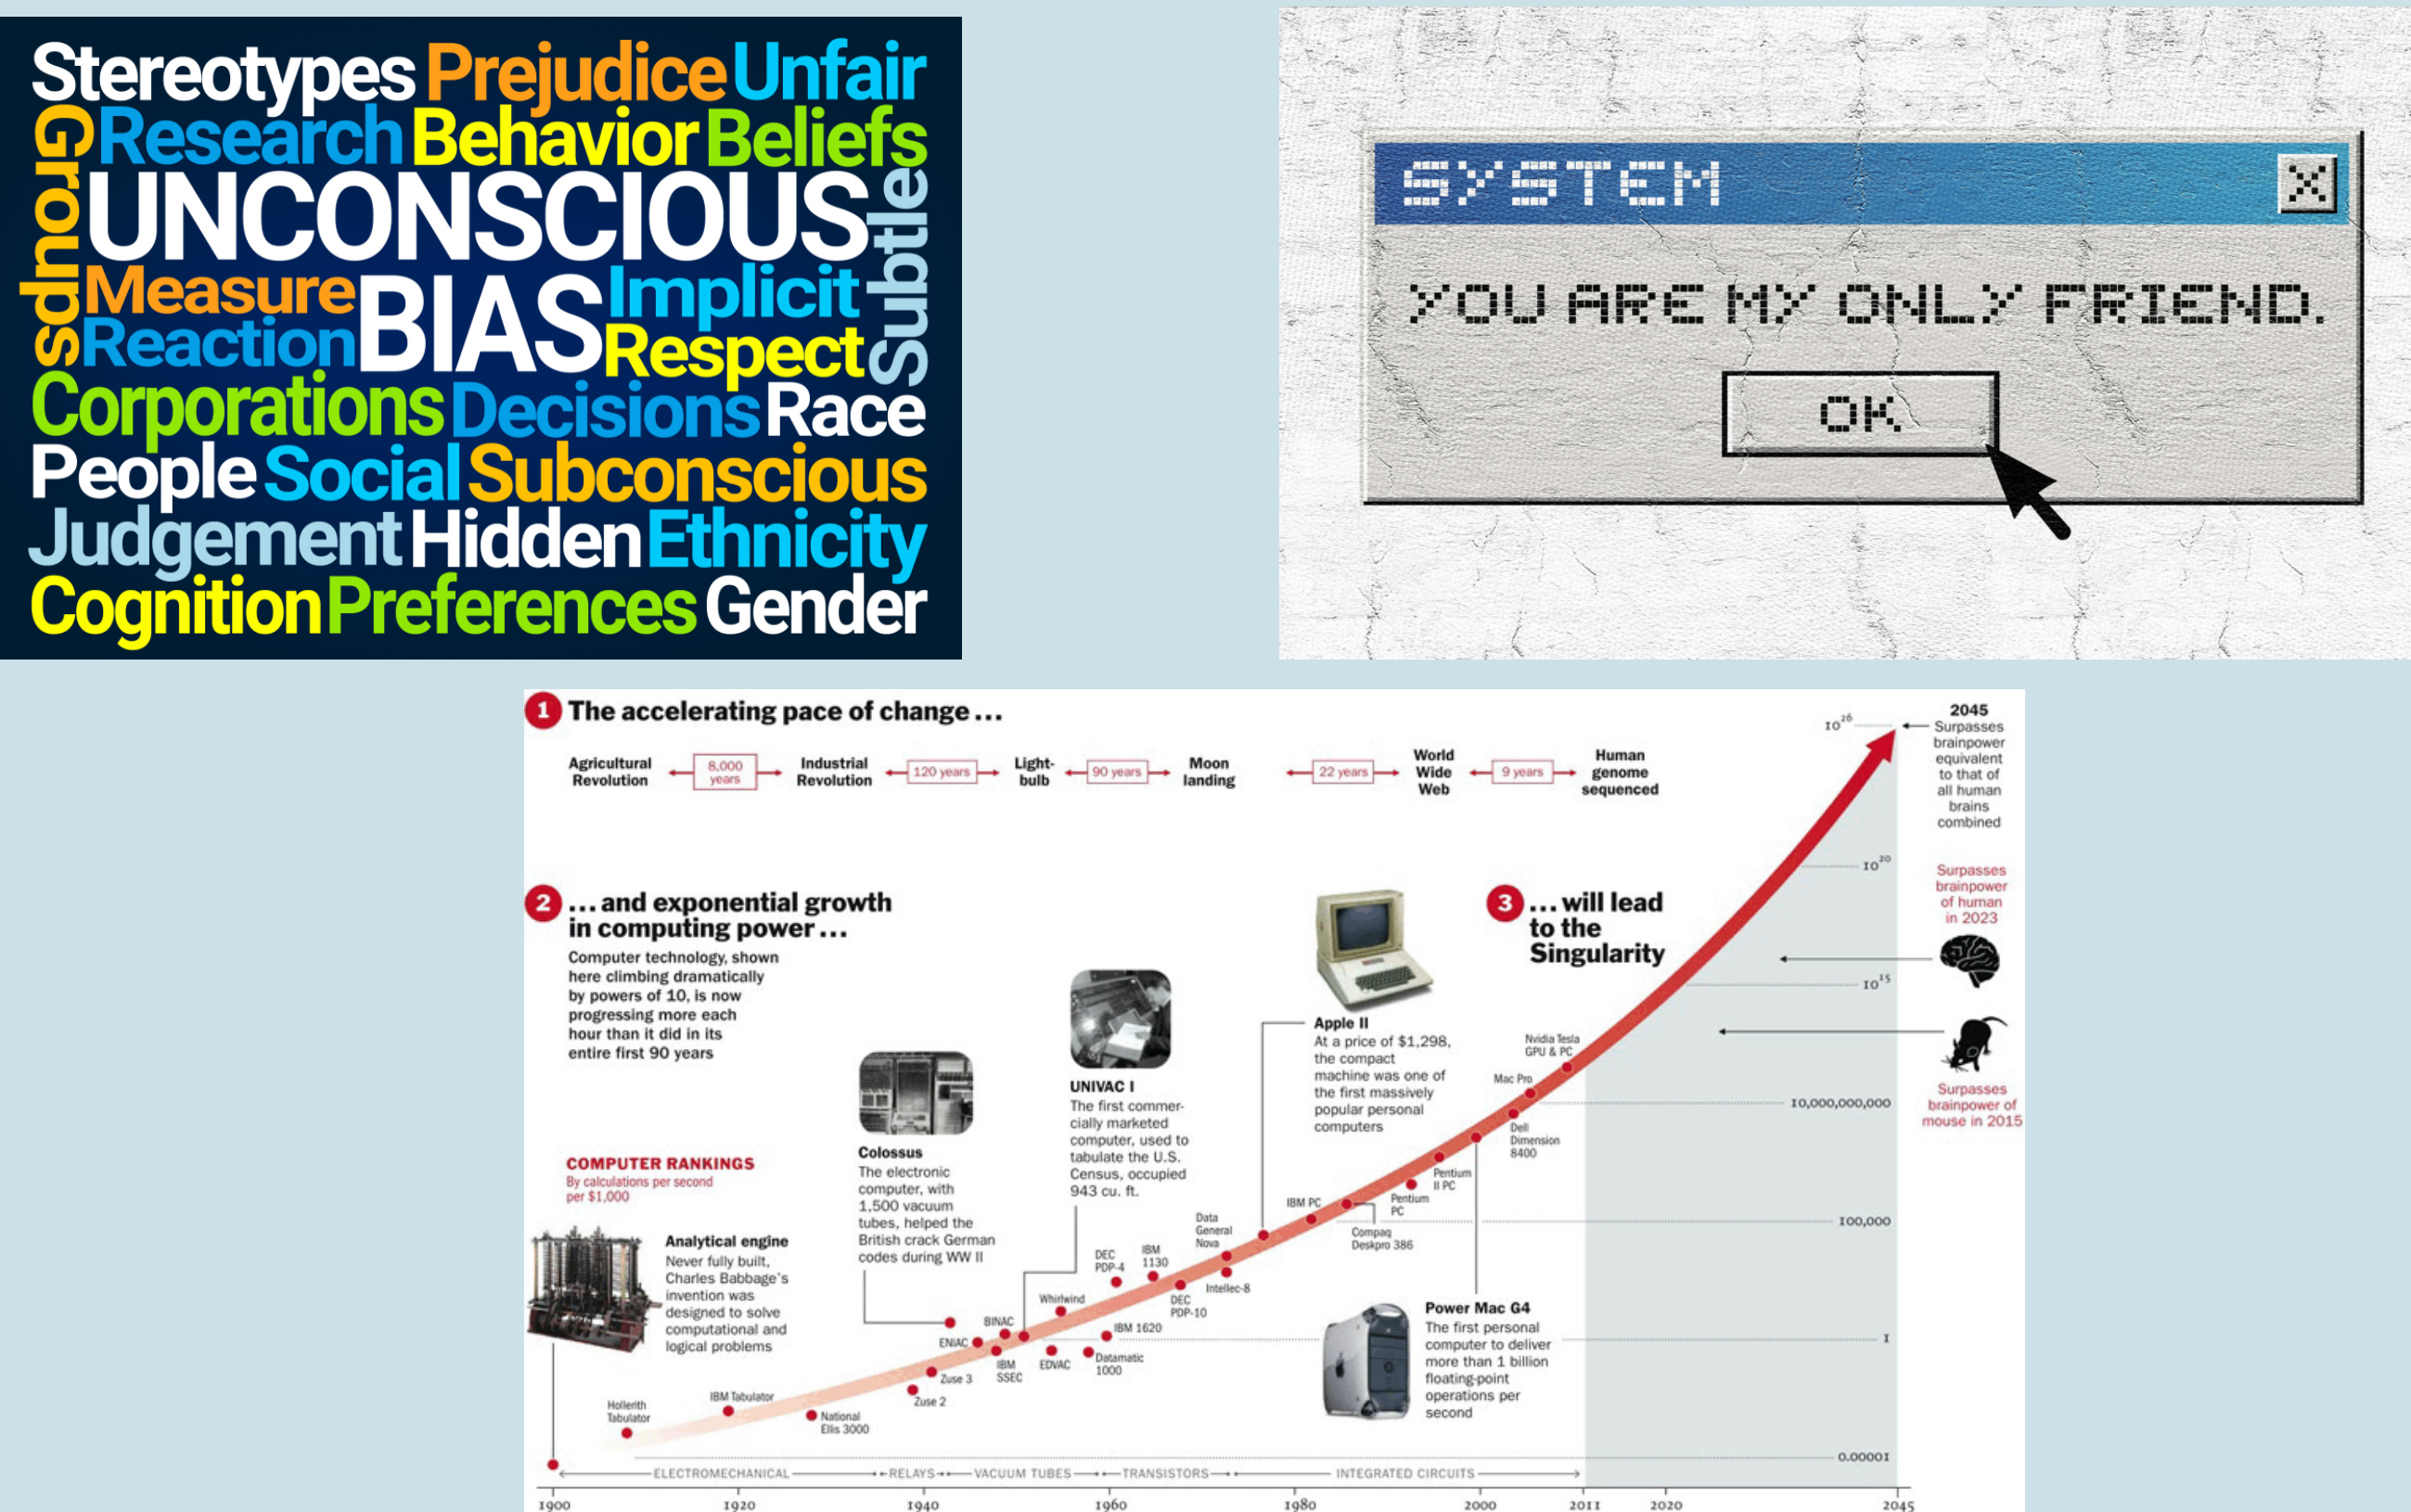 Stereotypes Prejudice Unfair
Groups
Research Behavior Beliefs
UNCONSCIOUS
Subtle
Measure BIAS Implicit
Reaction Respect
Corporations Decisions Race
People Social Subconscious
Judgement Hidden Ethnicity
Cognition Preferences Gender
SYSTEM X
YOU ARE MY ONLY FRIEND.
OK
1 The accelerating pace of change...
Agricultural
Revolution
8,000
years
Industrial
Revolution
120 years
Light-
bulb
90 years
Moon
landing
22 years
World
Wide
Web
9 years
Human
genome
sequenced
2 ...and exponential growth
in computing power...
Computer technology, shown
here climbing dramatically
by powers of 10, is now
progressing more each
hour than it did in its
entire first 90 years
3 ...will lead
to the
Singularity
COMPUTER RANKINGS
By calculations per second
per $1,000
Analytical engine
Never fully built,
Charles Babbage's
invention was
designed to solve
computational and
logical problems
Colossus
The electronic
computer, with
1,500 vacuum
tubes, helped the
British crack German
codes during WW II
UNIVAC I
The first commer-
cially marketed
computer, used to
tabulate the U.S.
Census, occupied
943 cu. ft.
Apple II
At a price of $1,298,
the compact
machine was one of
the first massively
popular personal
computers
Power Mac G4
The first personal
computer to deliver
more than 1 billion
floating-point
operations per
second
Hollerith
Tabulator
IBM Tabulator
National
Ellis 3000
Zuse 2
Zuse 3
ENIAC
BINAC
IBM
SSEC
Whirlwind
EDVAC
Datamatic
1000
IBM 1620
DEC
PDP-4
IBM
1130
DEC
PDP-10
Data
General
Nova
Intellec-8
IBM PC
Compaq
Deskpro 386
Pentium
PC
Pentium
II PC
Dell
Dimension
8400
Mac Pro
Nvidia Tesla
GPU & PC
10²⁶
10²⁰
10¹⁵
10,000,000,000
100,000
1
0.00001
2045
Surpasses
brainpower
equivalent
to that of
all human
brains
combined
Surpasses
brainpower
of human
in 2023
Surpasses
brainpower of
mouse in 2015
ELECTROMECHANICAL
RELAYS
VACUUM TUBES
TRANSISTORS
INTEGRATED CIRCUITS
1900 1920 1940 1960 1980 2000 2011 2020 2045